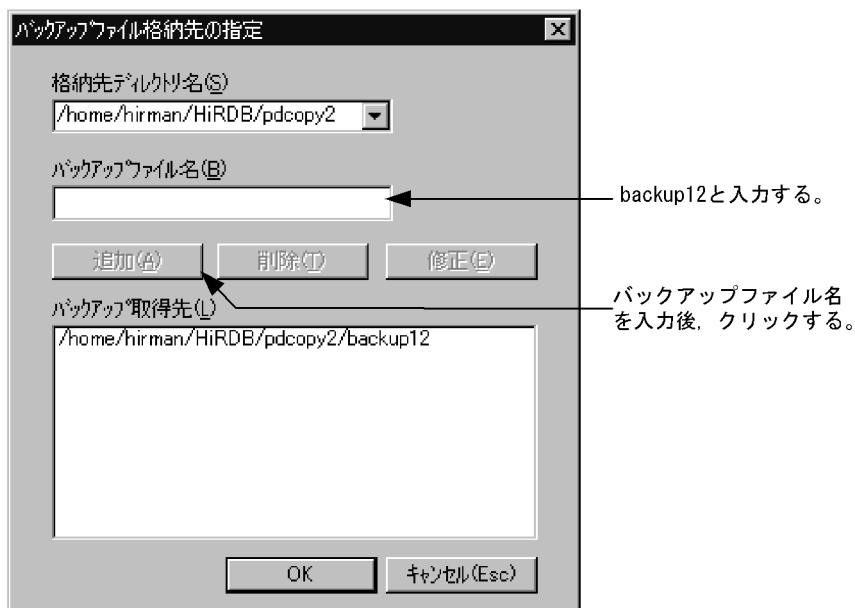 ﾊﾞｯｸｱｯﾌﾟﾌｧｲﾙ格納先の指定
格納先ﾃﾞｨﾚｸﾄﾘ名(S)
/home/hirman/HiRDB/pdcopy2
ﾊﾞｯｸｱｯﾌﾟﾌｧｲﾙ名(B)
backup12と入力する。
追加(A)
削除(T)
修正(E)
バックアップファイル名
を入力後，クリックする。
ﾊﾞｯｸｱｯﾌﾟ取得先(L)
/home/hirman/HiRDB/pdcopy2/backup12
OK
ｷｬﾝｾﾙ(Esc)